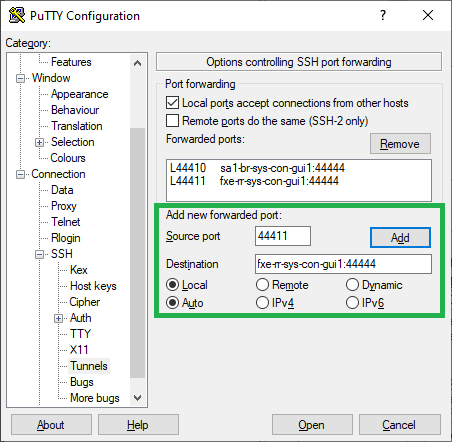 PuTTY Configuration
Category:
Features
Window
Appearance
Behaviour
Translation
Selection
Colours
Connection
Data
Proxy
Telnet
Rlogin
SSH
Kex
Host keys
Cipher
Auth
TTY
X11
Tunnels
Bugs
More bugs
Options controlling SSH port forwarding
Port forwarding
Local ports accept connections from other hosts
Remote ports do the same (SSH-2 only)
Forwarded ports:
Remove
L44410 sa1-br-sys-con-gui1:44444
L44411 fxe-rr-sys-con-gui1:44444
Add new forwarded port:
Source port 44411 Add
Destination fxe-rr-sys-con-gui1:44444
Local Remote Dynamic
Auto IPv4 IPv6
About Help Open Cancel